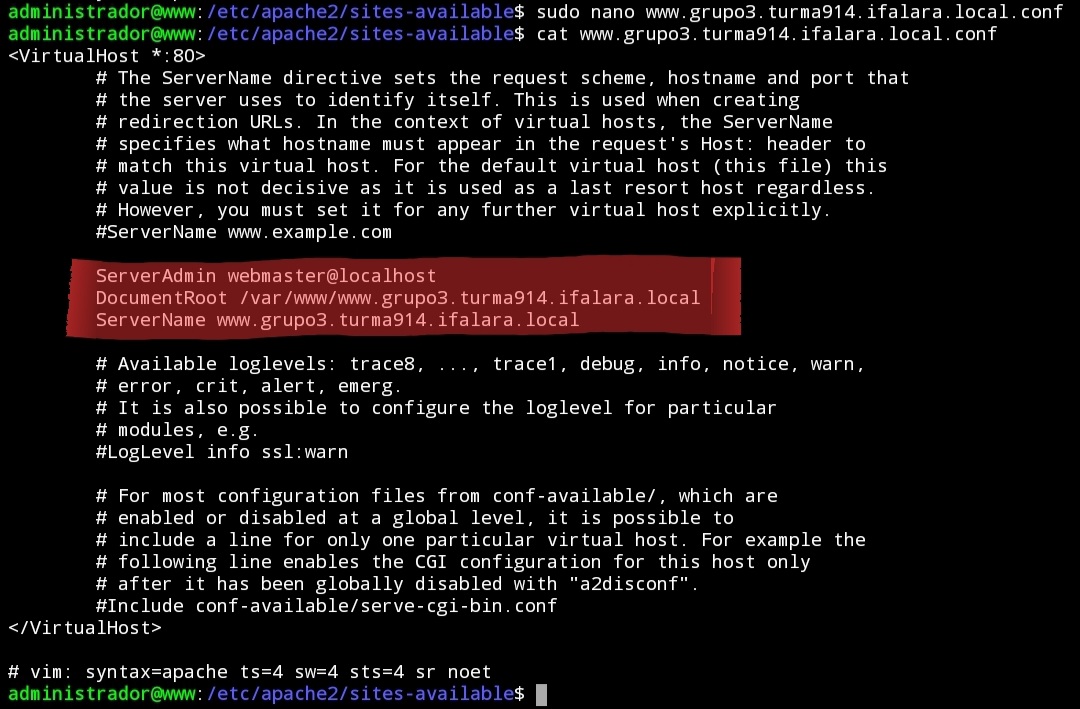 administrador@www:/etc/apache2/sites-available$ sudo nano www.grupo3.turma914.ifalara.local.conf
administrador@www:/etc/apache2/sites-available$ cat www.grupo3.turma914.ifalara.local.conf
<VirtualHost *:80>
# The ServerName directive sets the request scheme, hostname and port that
# the server uses to identify itself. This is used when creating
# redirection URLs. In the context of virtual hosts, the ServerName
# specifies what hostname must appear in the request's Host: header to
# match this virtual host. For the default virtual host (this file) this
# value is not decisive as it is used as a last resort host regardless.
# However, you must set it for any further virtual host explicitly.
#ServerName www.example.com
ServerAdmin webmaster@localhost
DocumentRoot /var/www/www.grupo3.turma914.ifalara.local
ServerName www.grupo3.turma914.ifalara.local
# Available loglevels: trace8, ..., trace1, debug, info, notice, warn,
# error, crit, alert, emerg.
# It is also possible to configure the loglevel for particular
# modules, e.g.
#LogLevel info ssl:warn
# For most configuration files from conf-available/, which are
# enabled or disabled at a global level, it is possible to
# include a line for only one particular virtual host. For example the
# following line enables the CGI configuration for this host only
# after it has been globally disabled with "a2disconf".
#Include conf-available/serve-cgi-bin.conf
</VirtualHost>
# vim: syntax=apache ts=4 sw=4 sts=4 sr noet
administrador@www:/etc/apache2/sites-available$